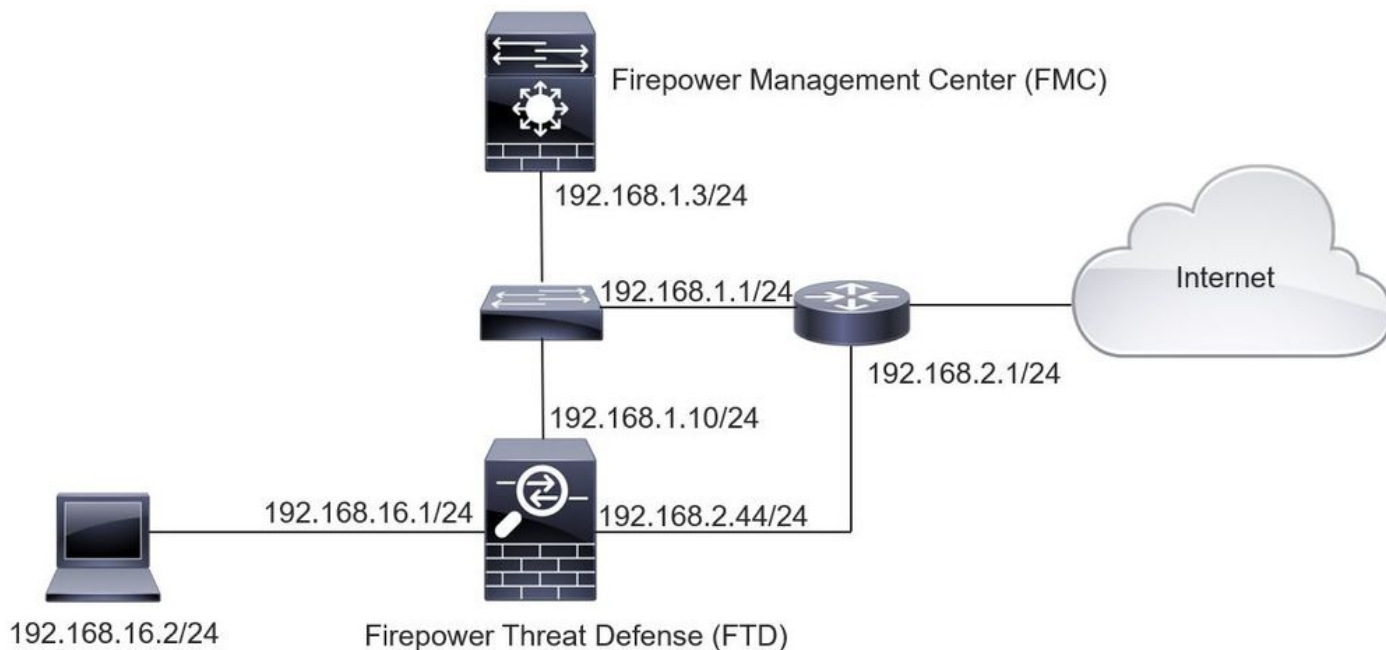 Firepower Management Center (FMC)
192.168.1.3/24
192.168.1.1/24
Internet
192.168.2.1/24
192.168.1.10/24
192.168.16.1/24
192.168.2.44/24
192.168.16.2/24
Firepower Threat Defense (FTD)